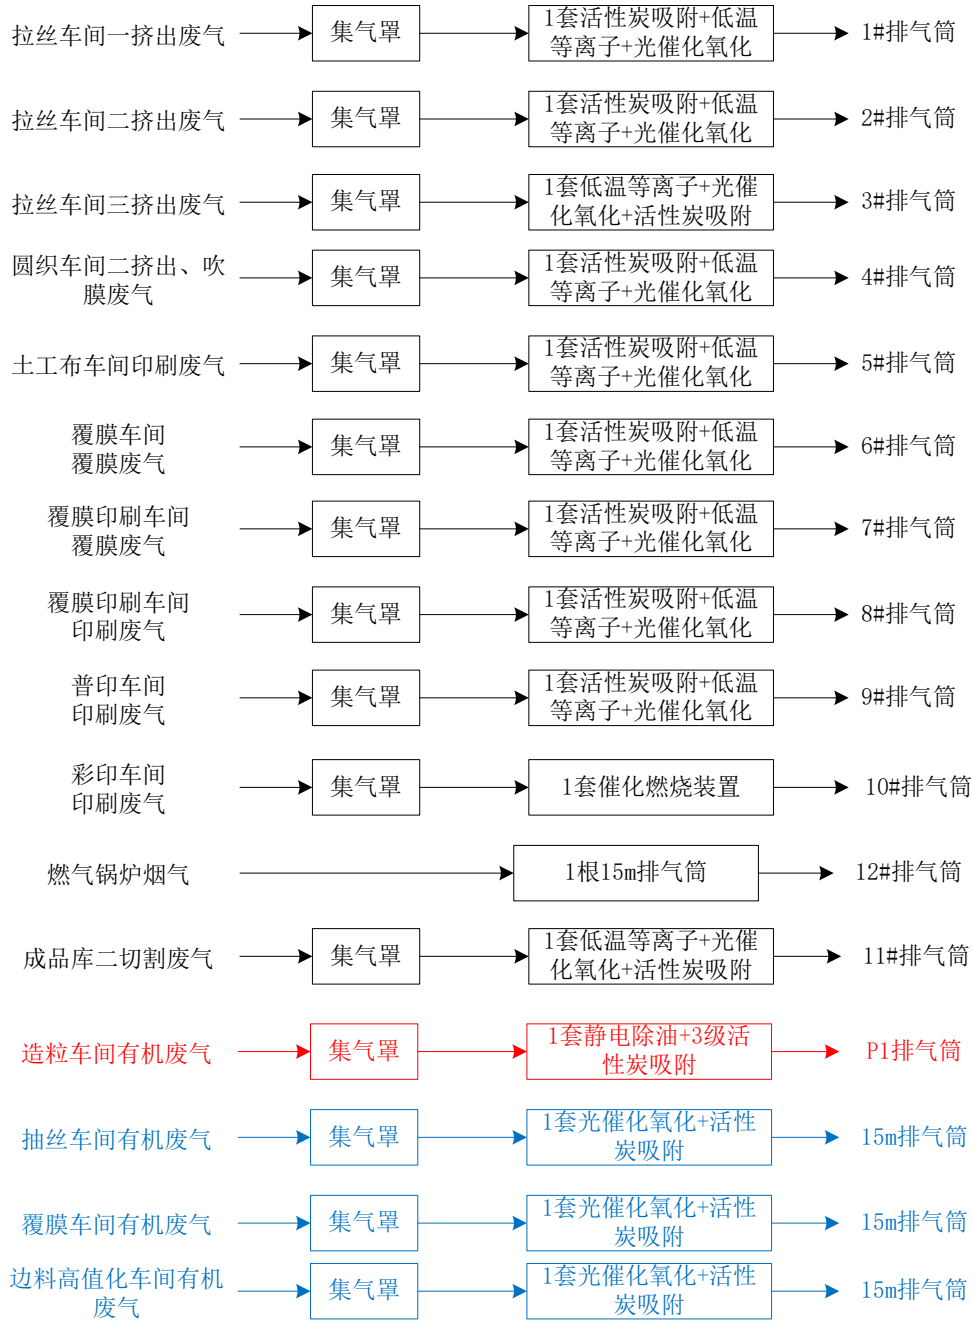 拉丝车间一挤出废气
集气罩
1套活性炭吸附+低温
等离子+光催化氧化
1#排气筒
拉丝车间二挤出废气
集气罩
1套活性炭吸附+低温
等离子+光催化氧化
2#排气筒
拉丝车间三挤出废气
集气罩
1套低温等离子+光催
化氧化+活性炭吸附
3#排气筒
圆织车间二挤出、吹
膜废气
集气罩
1套活性炭吸附+低温
等离子+光催化氧化
4#排气筒
土工布车间印刷废气
集气罩
1套活性炭吸附+低温
等离子+光催化氧化
5#排气筒
覆膜车间
覆膜废气
集气罩
1套活性炭吸附+低温
等离子+光催化氧化
6#排气筒
覆膜印刷车间
覆膜废气
集气罩
1套活性炭吸附+低温
等离子+光催化氧化
7#排气筒
覆膜印刷车间
印刷废气
集气罩
1套活性炭吸附+低温
等离子+光催化氧化
8#排气筒
普印车间
印刷废气
集气罩
1套活性炭吸附+低温
等离子+光催化氧化
9#排气筒
彩印车间
印刷废气
集气罩
1套催化燃烧装置
10#排气筒
燃气锅炉烟气
1根15m排气筒
12#排气筒
成品库二切割废气
集气罩
1套低温等离子+光催
化氧化+活性炭吸附
11#排气筒
造粒车间有机废气
集气罩
1套静电除油+3级活
性炭吸附
P1排气筒
抽丝车间有机废气
集气罩
1套光催化氧化+活性
炭吸附
15m排气筒
覆膜车间有机废气
集气罩
1套光催化氧化+活性
炭吸附
15m排气筒
边料高值化车间有机
废气
集气罩
1套光催化氧化+活性
炭吸附
15m排气筒